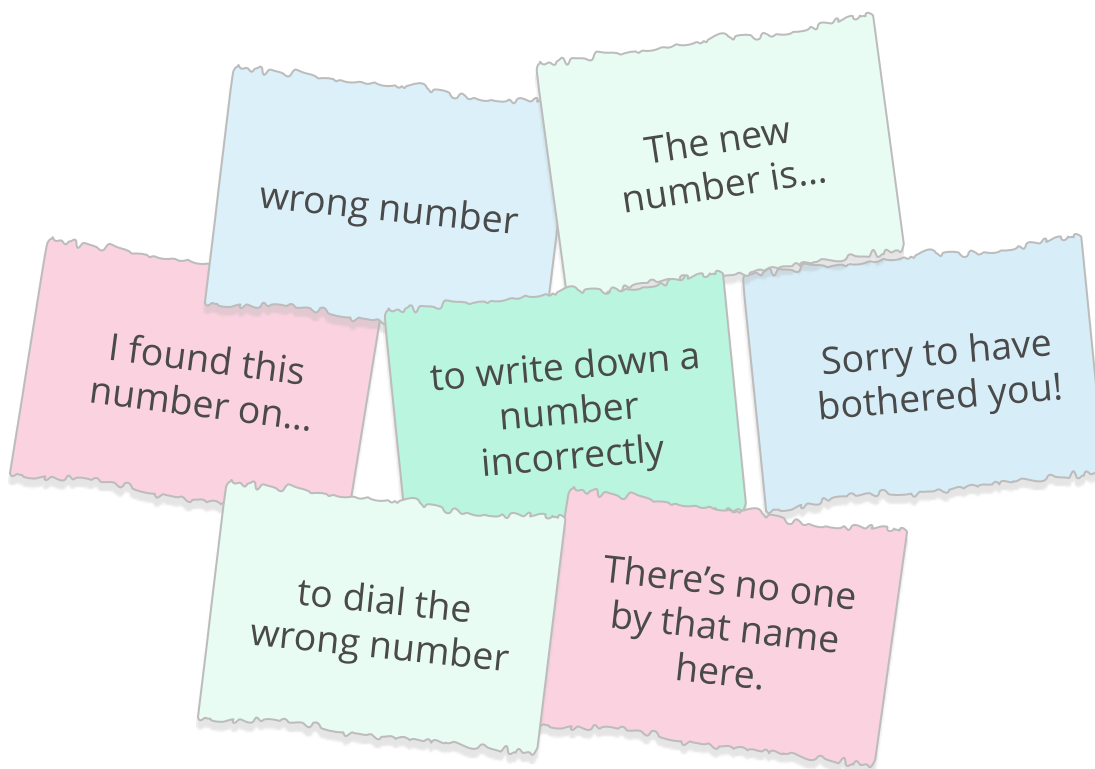 The new
number is...
wrong number
I found this
number on...
to write down a
number
incorrectly
Sorry to have
bothered you!
to dial the
wrong number
There’s no one
by that name
here.